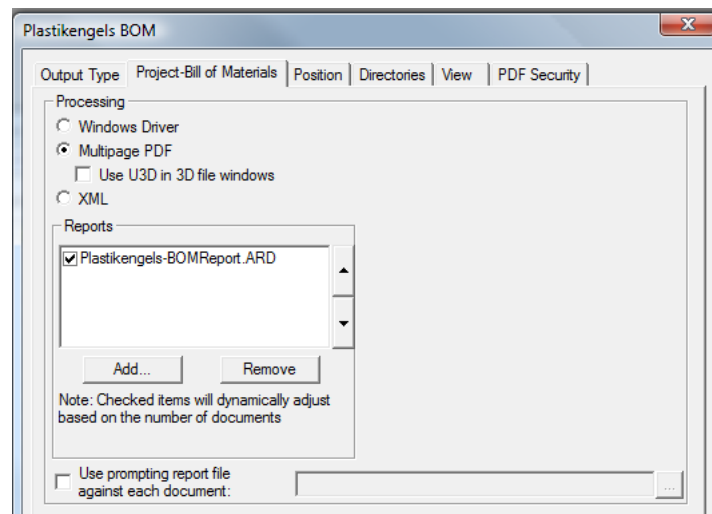 Plastikengels BOM
Output Type Project-Bill of Materials Position Directories View PDF Security
Processing
Windows Driver
Multipage PDF
Use U3D in 3D file windows
XML
Reports
Plastikengels-BOMReport.ARD
Add... Remove
Note: Checked items will dynamically adjust
based on the number of documents
Use prompting report file
against each document:
...